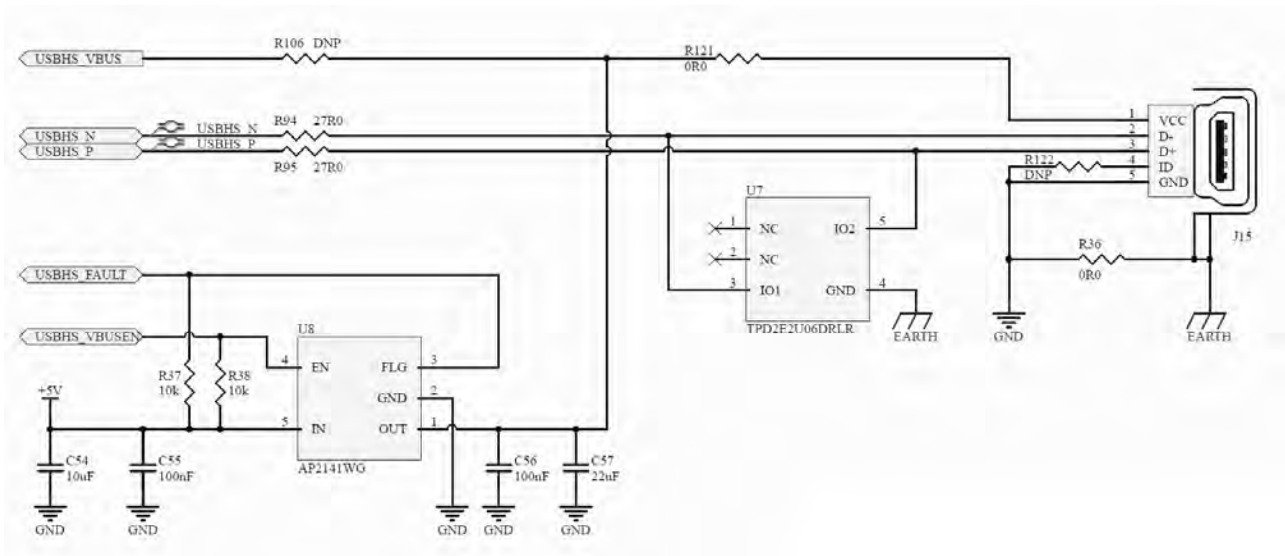 R106 DNP
USBHS_VBUS
R121
0R0
1 VCC
2 D-
3 D+
4 ID
5 GND
J15
R94 27R0
USBHS_N
USBHS_N
USBHS_P
USBHS_P
R95 27R0
R122
DNP
U7
1 NC IO2 5
2 NC
3 IO1 GND 4
TPD2E2U06DRLR
EARTH
R36
0R0
GND
EARTH
USBHS_FAULT
USBHS_VBUSEN
U8
4 EN FLG 3
GND 2
5 IN OUT 1
AP2141WG
R37
10k
R38
10k
+5V
C54
10uF
C55
100nF
C56
100nF
C57
22uF
GND
GND
GND
GND
GND